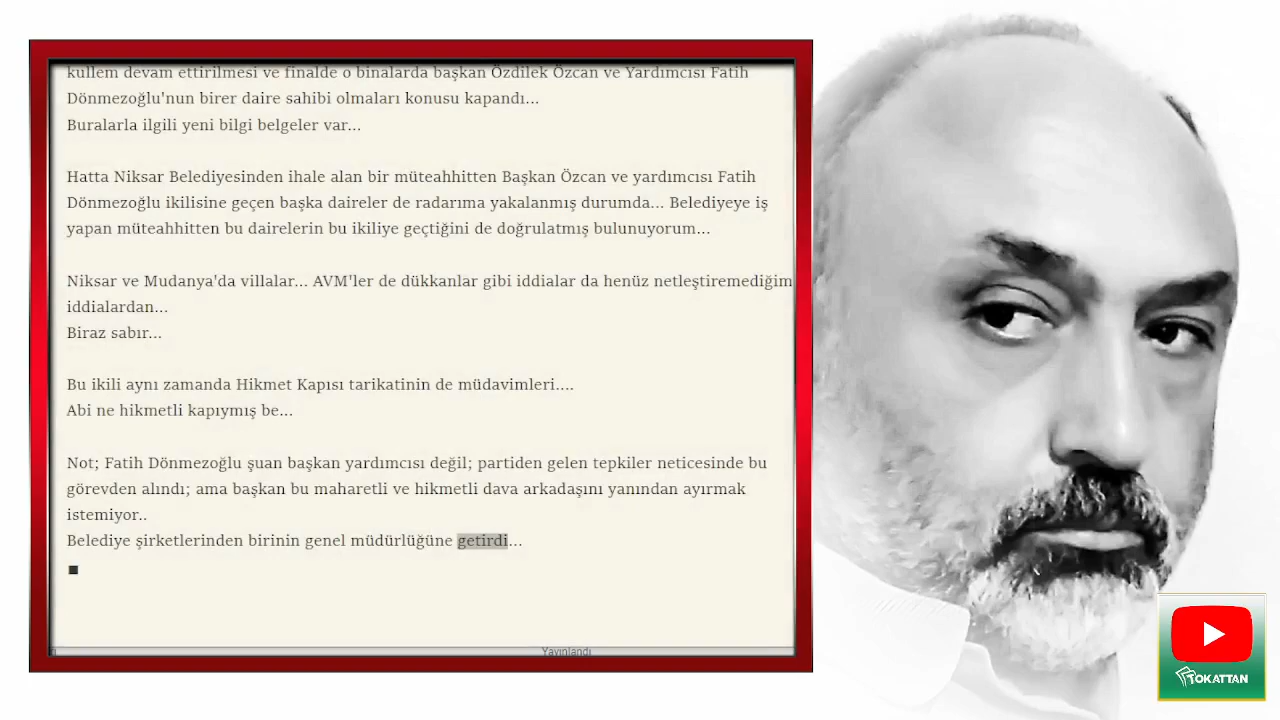 kullem devam ettirilmesi ve finalde o binalarda başkan Özdilek Özcan ve Yardımcısı Fatih
Dönmezoğlu'nun birer daire sahibi olmaları konusu kapandı...
Buralarla ilgili yeni bilgi belgeler var...
Hatta Niksar Belediyesinden ihale alan bir müteahhitten Başkan Özcan ve yardımcısı Fatih
Dönmezoğlu ikilisine geçen başka daireler de radarıma yakalanmış durumda... Belediyeye iş
yapan müteahhitten bu dairelerin bu ikiliye geçtiğini de doğrulatmış bulunuyorum...
Niksar ve Mudanya'da villalar... AVM'ler de dükkanlar gibi iddialar da henüz netleştiremediğim
iddialardan...
Biraz sabır...
Bu ikili aynı zamanda Hikmet Kapısı tarikatinin de müdavimleri....
Abi ne hikmetli kapıymış be...
Not; Fatih Dönmezoğlu şuan başkan yardımcısı değil; partiden gelen tepkiler neticesinde bu
görevden alındı; ama başkan bu maharetli ve hikmetli dava arkadaşını yanından ayırmak
istemiyor..
Belediye şirketlerinden birinin genel müdürlüğüne getirdi...
Yayınlandı
TOKATTAN